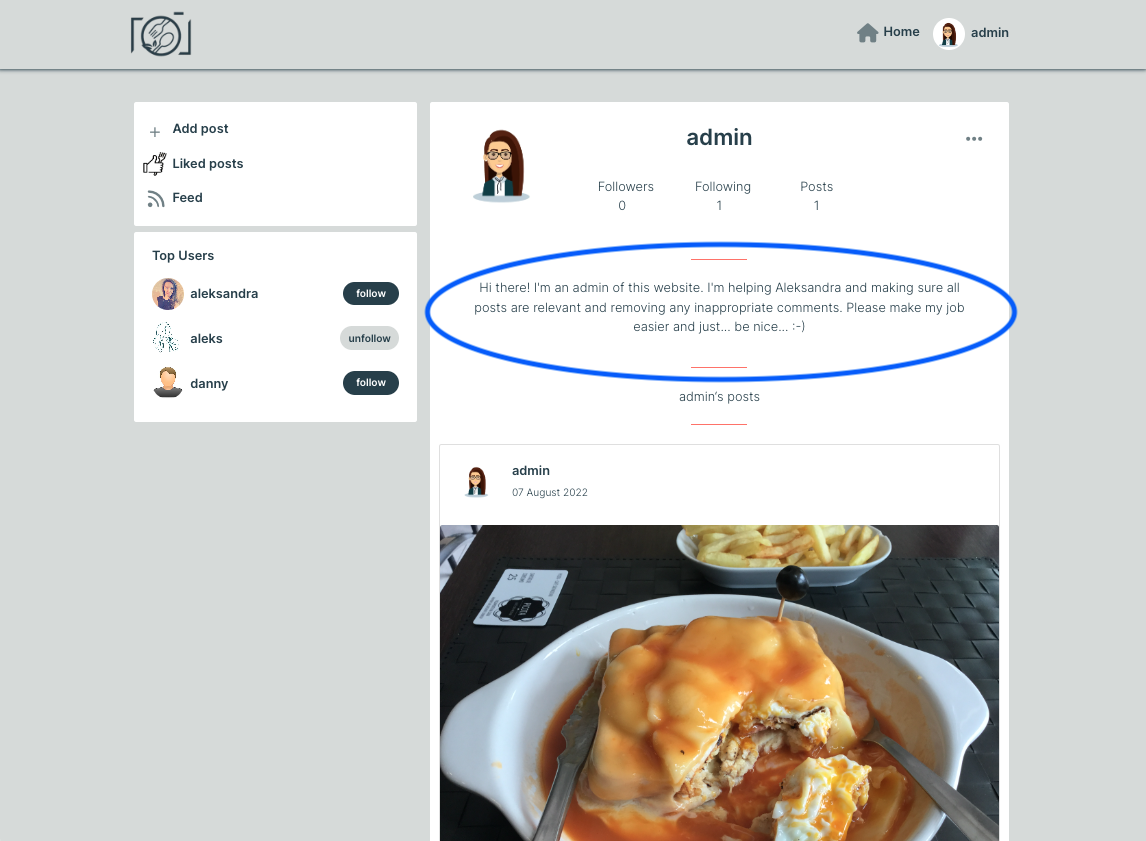 Home
admin
Add post
Liked posts
Feed
Top Users
aleksandra
follow
aleks
unfollow
danny
follow
admin
Followers
Following
Posts
0
1
1
Hi there! I'm an admin of this website. I'm helping Aleksandra and making sure all
posts are relevant and removing any inappropriate comments. Please make my job
easier and just... be nice... :-)
admin's posts
admin
07 August 2022